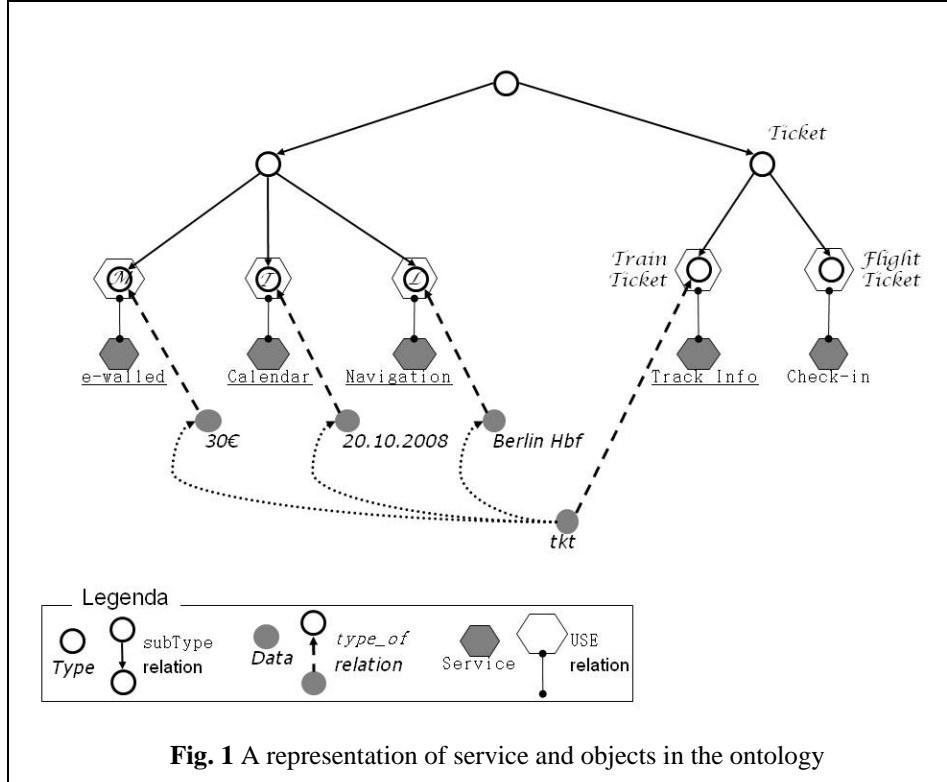 Ticket
M
T
L
Train
Ticket
Flight
Ticket
e-walled
Calendar
Navigation
Track Info
Check-in
30€
20.10.2008
Berlin Hbf
tkt
Legenda
Type
subType
relation
Data
type_of
relation
Service
USE
relation
Fig. 1 A representation of service and objects in the ontology